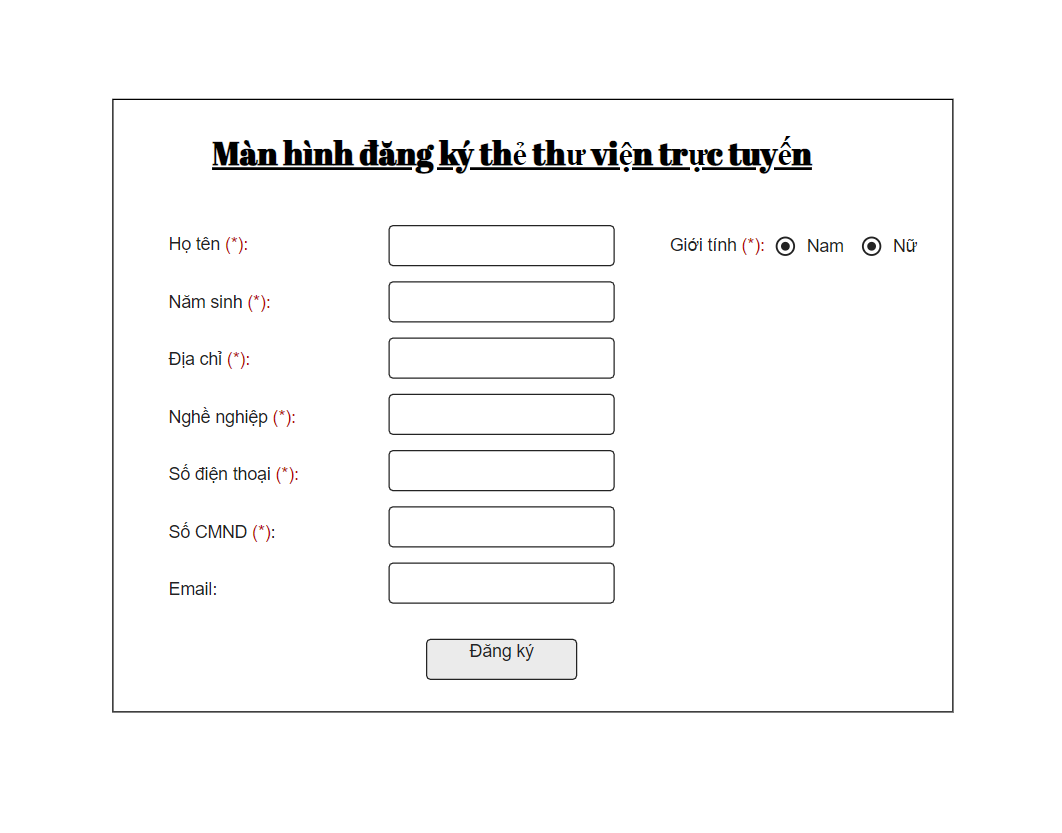 Màn hình đăng ký thẻ thư viện trực tuyến
Họ tên (*): Giới tính (*): Nam Nữ
Năm sinh (*):
Địa chỉ (*):
Nghề nghiệp (*):
Số điện thoại (*):
Số CMND (*):
Email:
Đăng ký